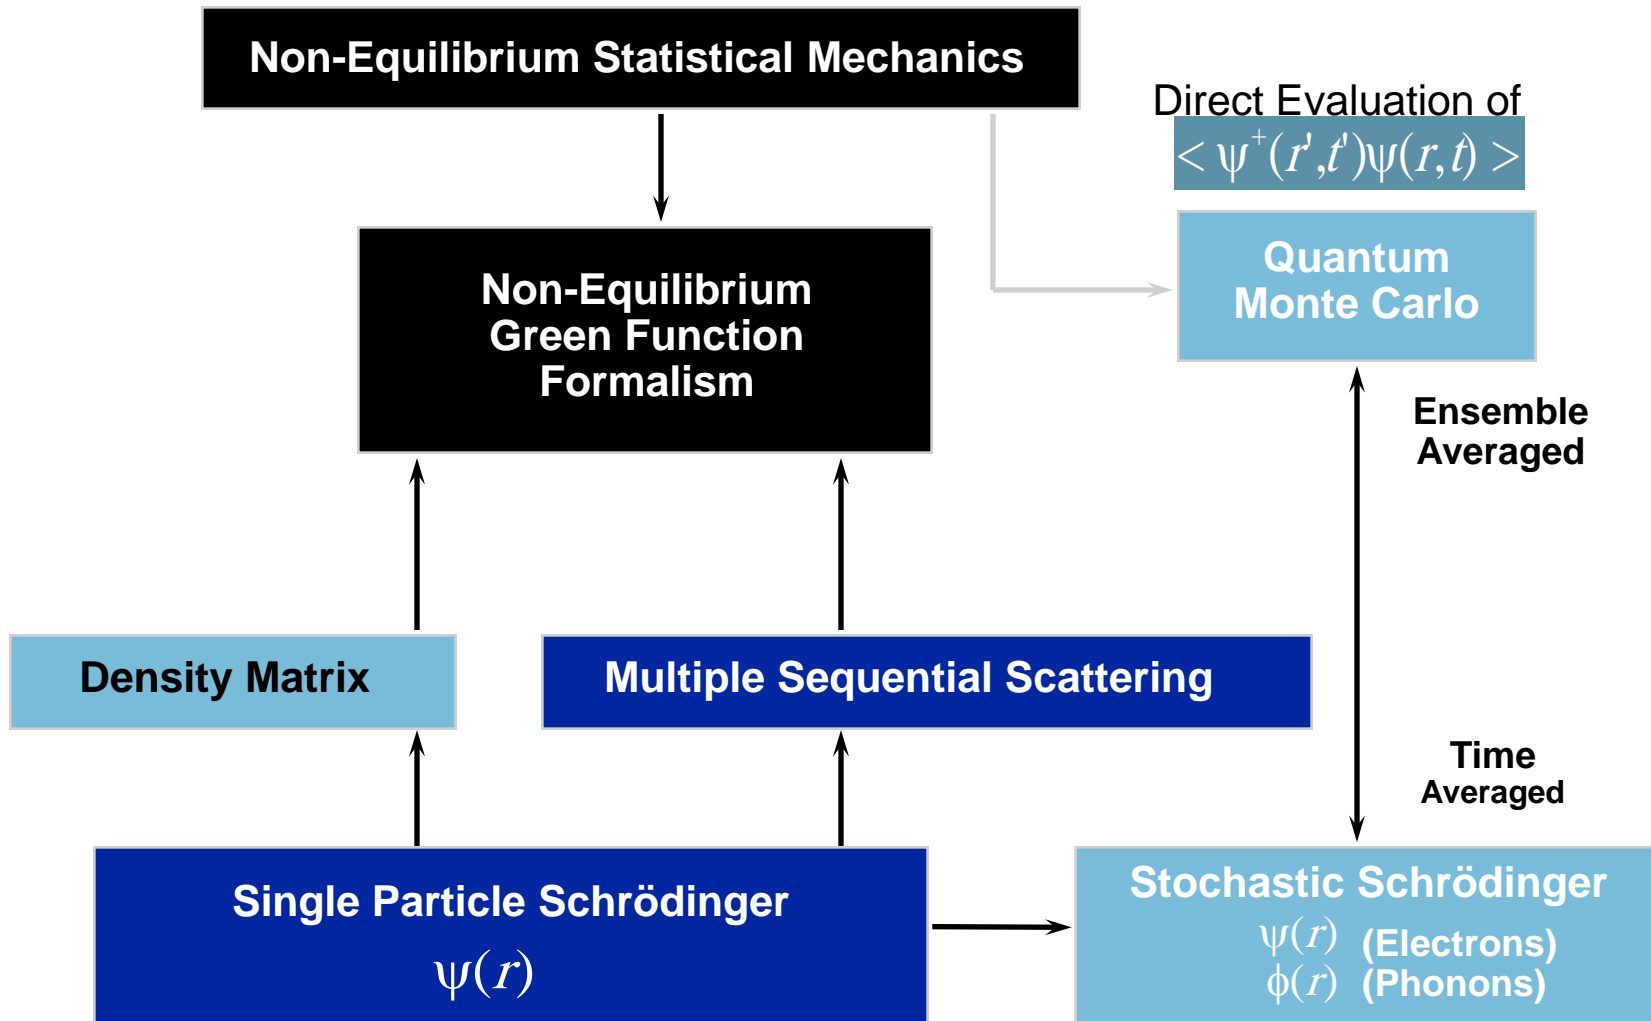 Non-Equilibrium Statistical Mechanics
Direct Evaluation of
< ψ⁺(r',t')ψ(r,t) >
Non-Equilibrium
Green Function
Formalism
Quantum
Monte Carlo
Ensemble
Averaged
Density Matrix
Multiple Sequential Scattering
Time
Averaged
Single Particle Schrödinger
ψ(r)
Stochastic Schrödinger
ψ(r) (Electrons)
ϕ(r) (Phonons)